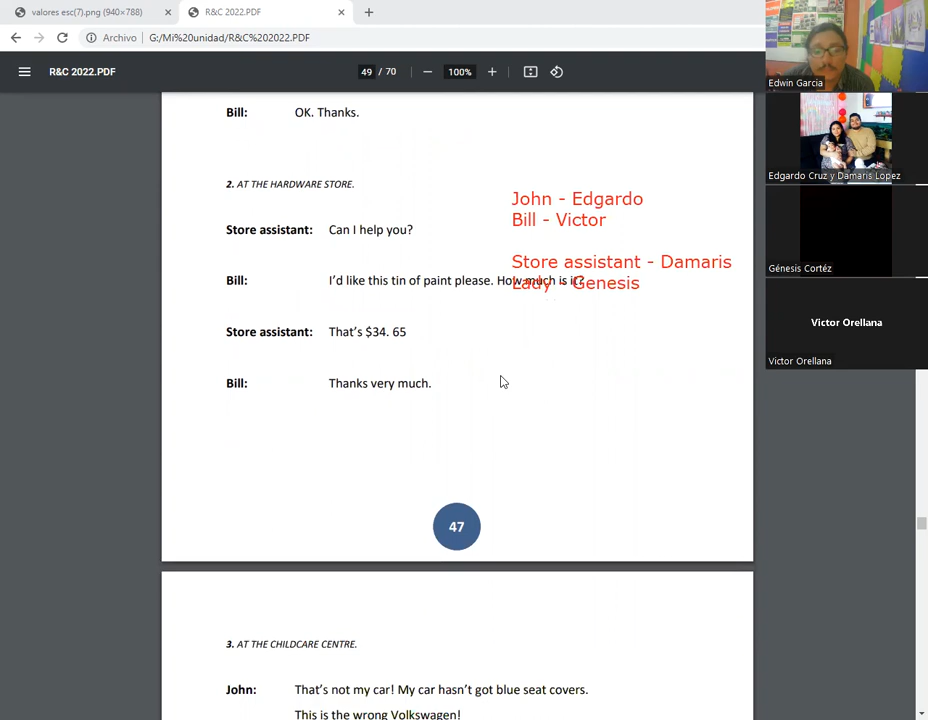 valores esc(7).png (940×788)
R&C 2022.PDF
Archivo
G:/Mi%20unidad/R&C%202022.PDF
R&C 2022.PDF
49 / 70
100%
Bill: OK. Thanks.
2. AT THE HARDWARE STORE.
John - Edgardo
Bill - Victor
Store assistant: Can I help you?
Store assistant - Damaris
Bill: I'd like this tin of paint please. How much is it?
Lady - Genesis
Store assistant: That's $34. 65
Bill: Thanks very much.
47
3. AT THE CHILDCARE CENTRE.
John: That's not my car! My car hasn't got blue seat covers.
This is the wrong Volkswagen!
Edwin Garcia
Edgardo Cruz y Damaris Lopez
Génesis Cortéz
Victor Orellana
Victor Orellana